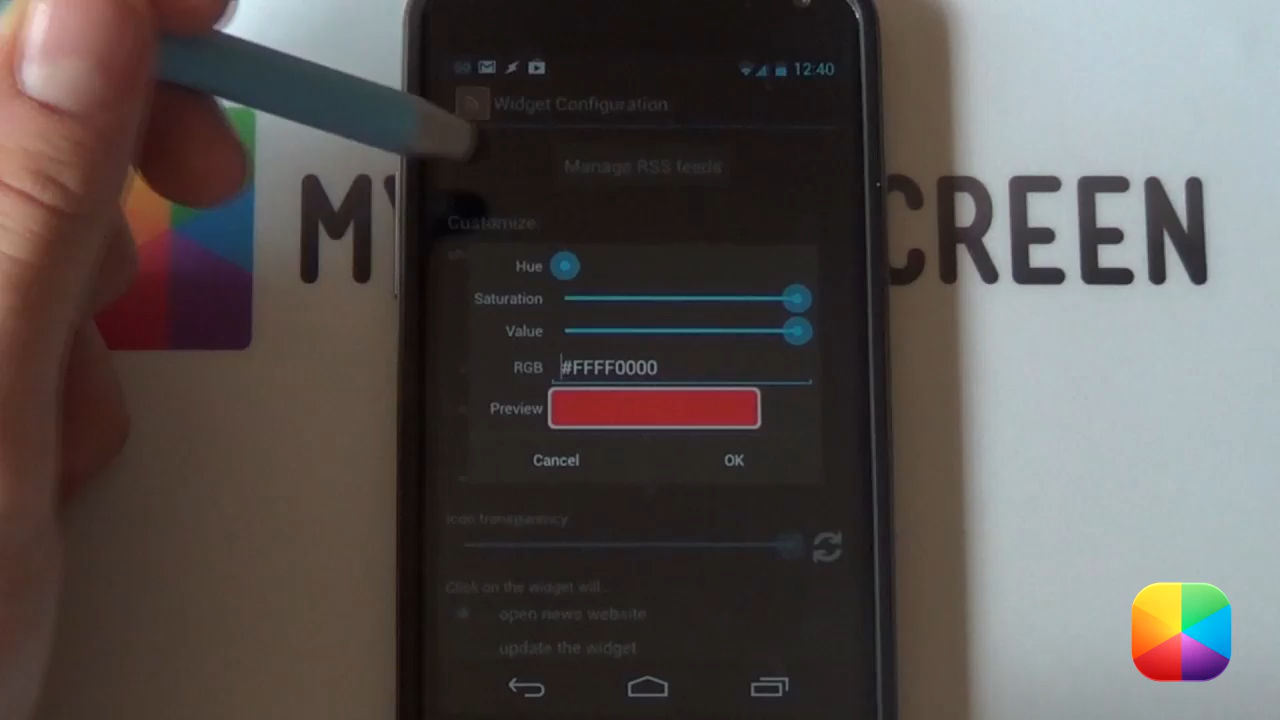 12:40
Widget Configuration
Manage RSS feeds
MY
CREEN
Customize:
Hue
Saturation
Value
RGB #FFFF0000
Preview
Cancel OK
Icon transparency
Click on the widget will...
open news website
update the widget